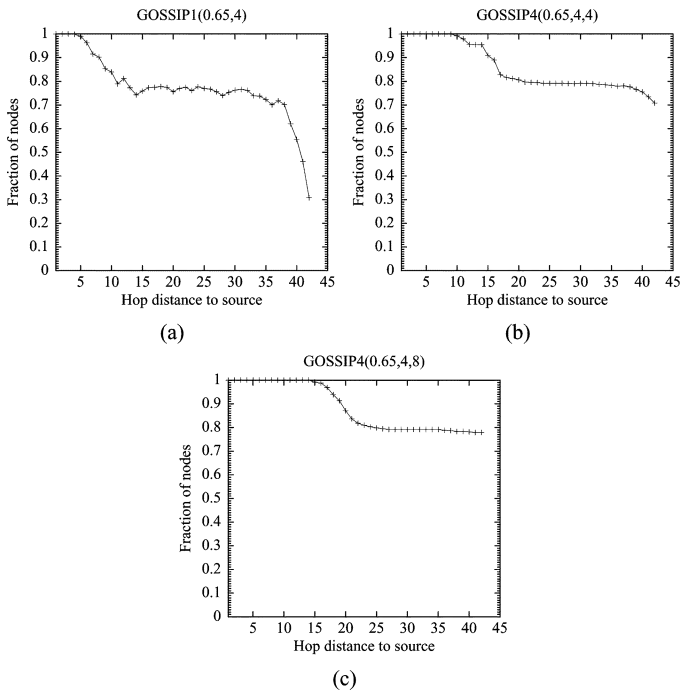 GOSSIP1(0.65,4)
1
0.9
0.8
0.7
0.6
0.5
0.4
0.3
0.2
0.1
0
Fraction of nodes
5 10 15 20 25 30 35 40 45
Hop distance to source
(a)
GOSSIP4(0.65,4,4)
1
0.9
0.8
0.7
0.6
0.5
0.4
0.3
0.2
0.1
0
Fraction of nodes
5 10 15 20 25 30 35 40 45
Hop distance to source
(b)
GOSSIP4(0.65,4,8)
1
0.9
0.8
0.7
0.6
0.5
0.4
0.3
0.2
0.1
0
Fraction of nodes
5 10 15 20 25 30 35 40 45
Hop distance to source
(c)